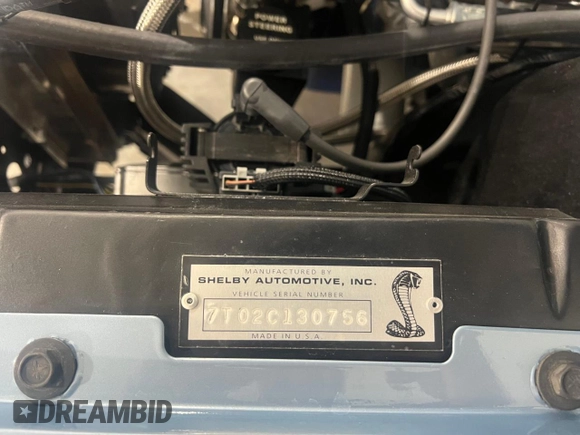 POWER
STEERING
MANUFACTURED BY
SHELBY AUTOMOTIVE, INC.
VEHICLE SERIAL NUMBER
7T02C130756
MADE IN U.S.A.
DREAMBID